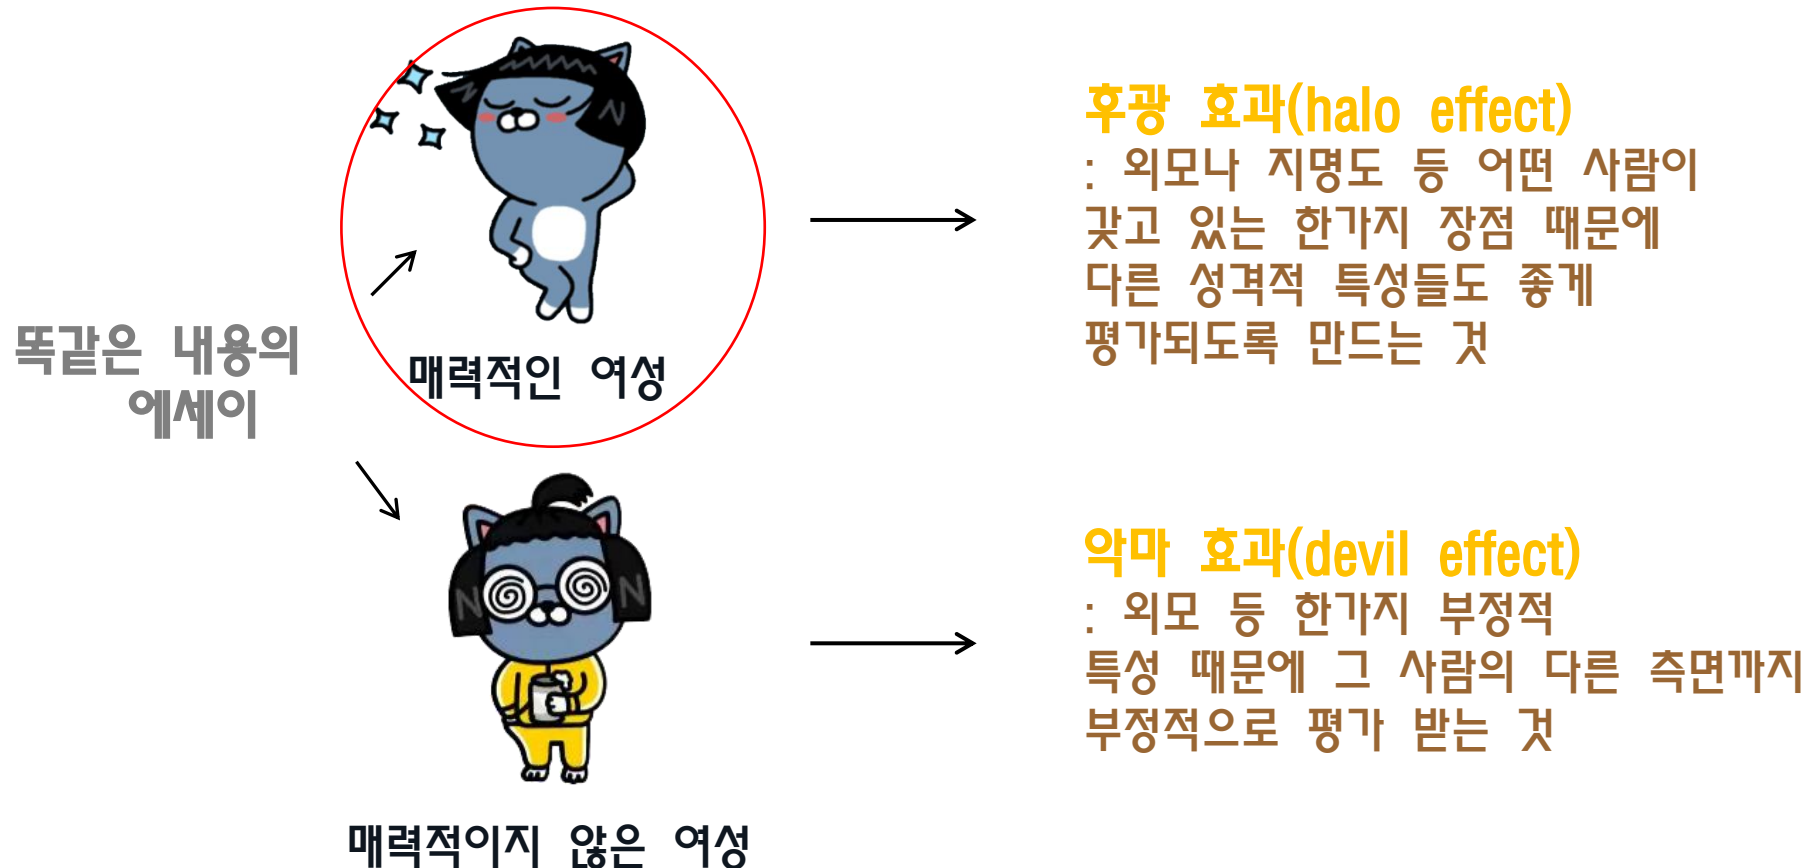 똑같은 내용의
에세이
매력적인 여성
후광 효과(halo effect)
: 외모나 지명도 등 어떤 사람이
갖고 있는 한가지 장점 때문에
다른 성격적 특성들도 좋게
평가되도록 만드는 것
N
N
매력적이지 않은 여성
악마 효과(devil effect)
: 외모 등 한가지 부정적
특성 때문에 그 사람의 다른 측면까지
부정적으로 평가 받는 것